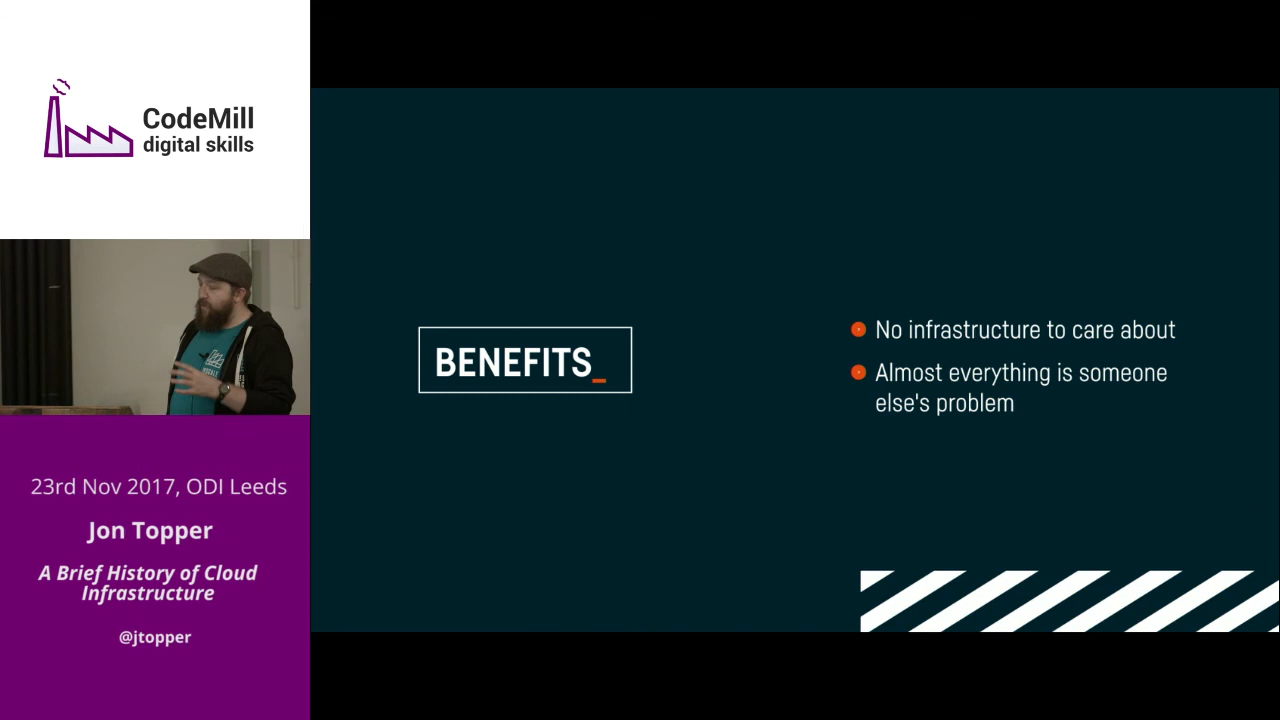 CodeMill
digital skills
23rd Nov 2017, ODI Leeds
Jon Topper
A Brief History of Cloud
Infrastructure
@jtopper
BENEFITS_
No infrastructure to care about
Almost everything is someone
else's problem